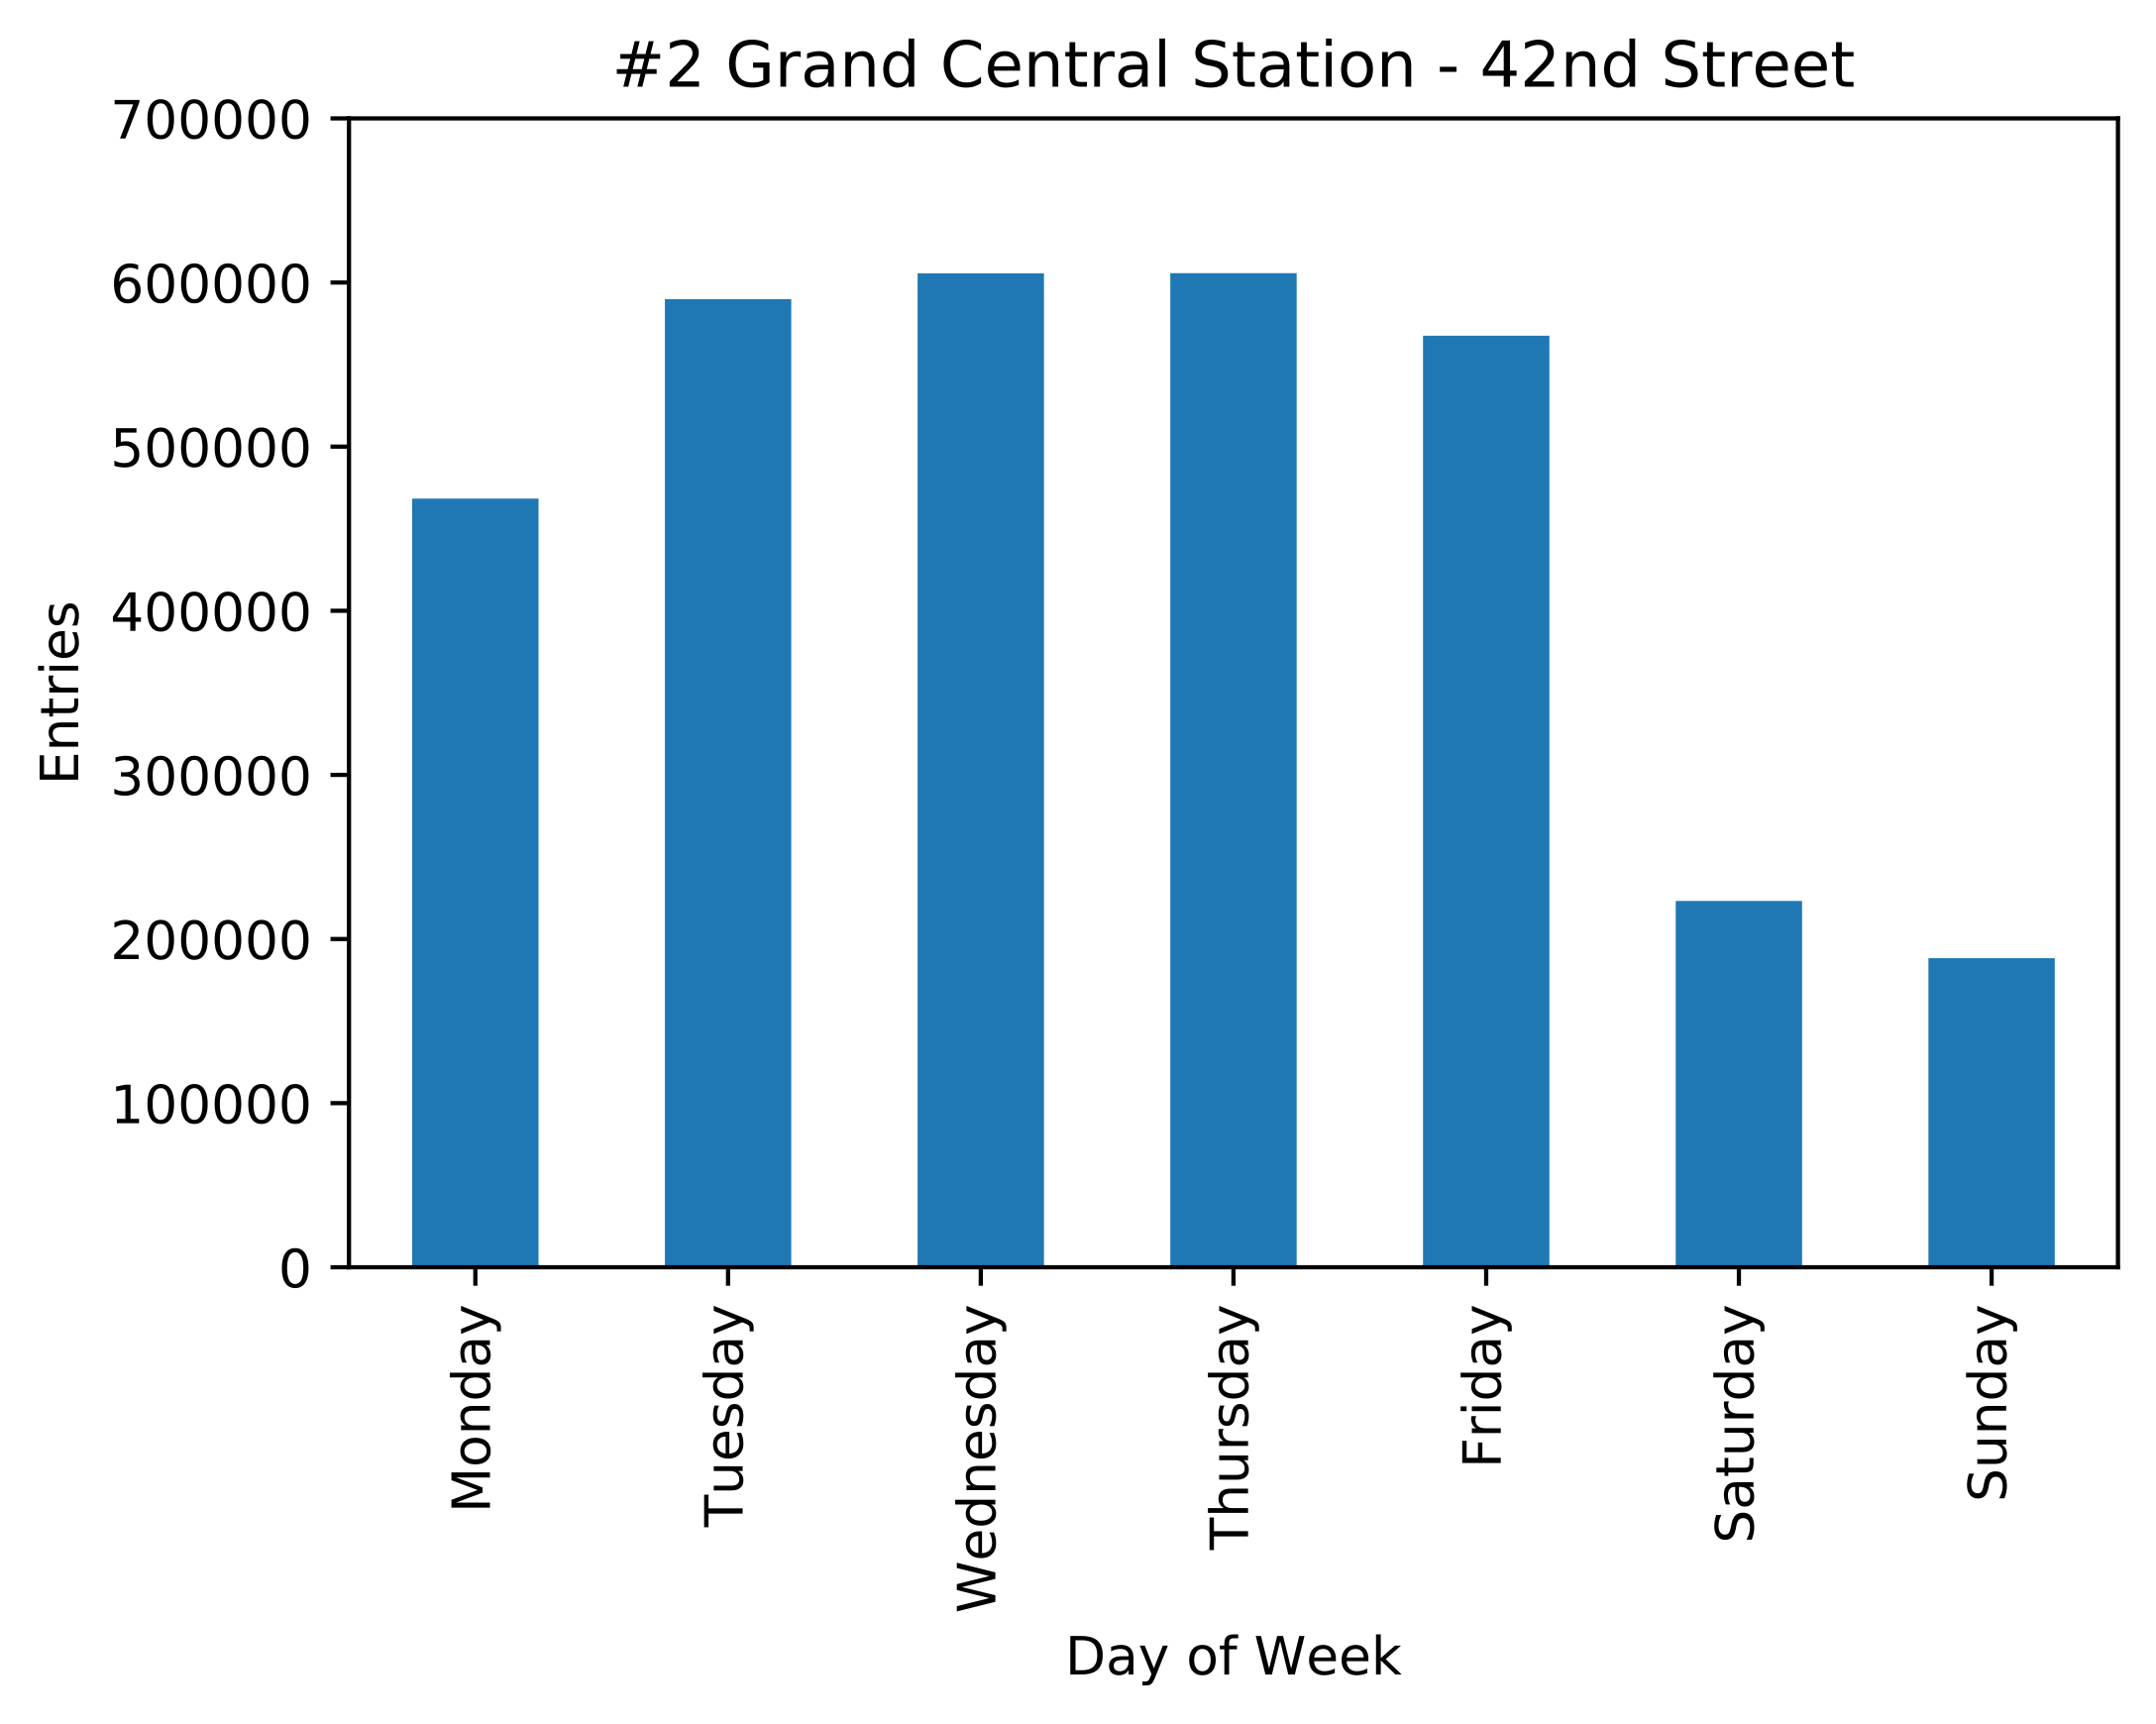 #2 Grand Central Station - 42nd Street
700000
600000
500000
400000
300000
200000
100000
0
Entries
Monday
Tuesday
Wednesday
Thursday
Friday
Saturday
Sunday
Day of Week